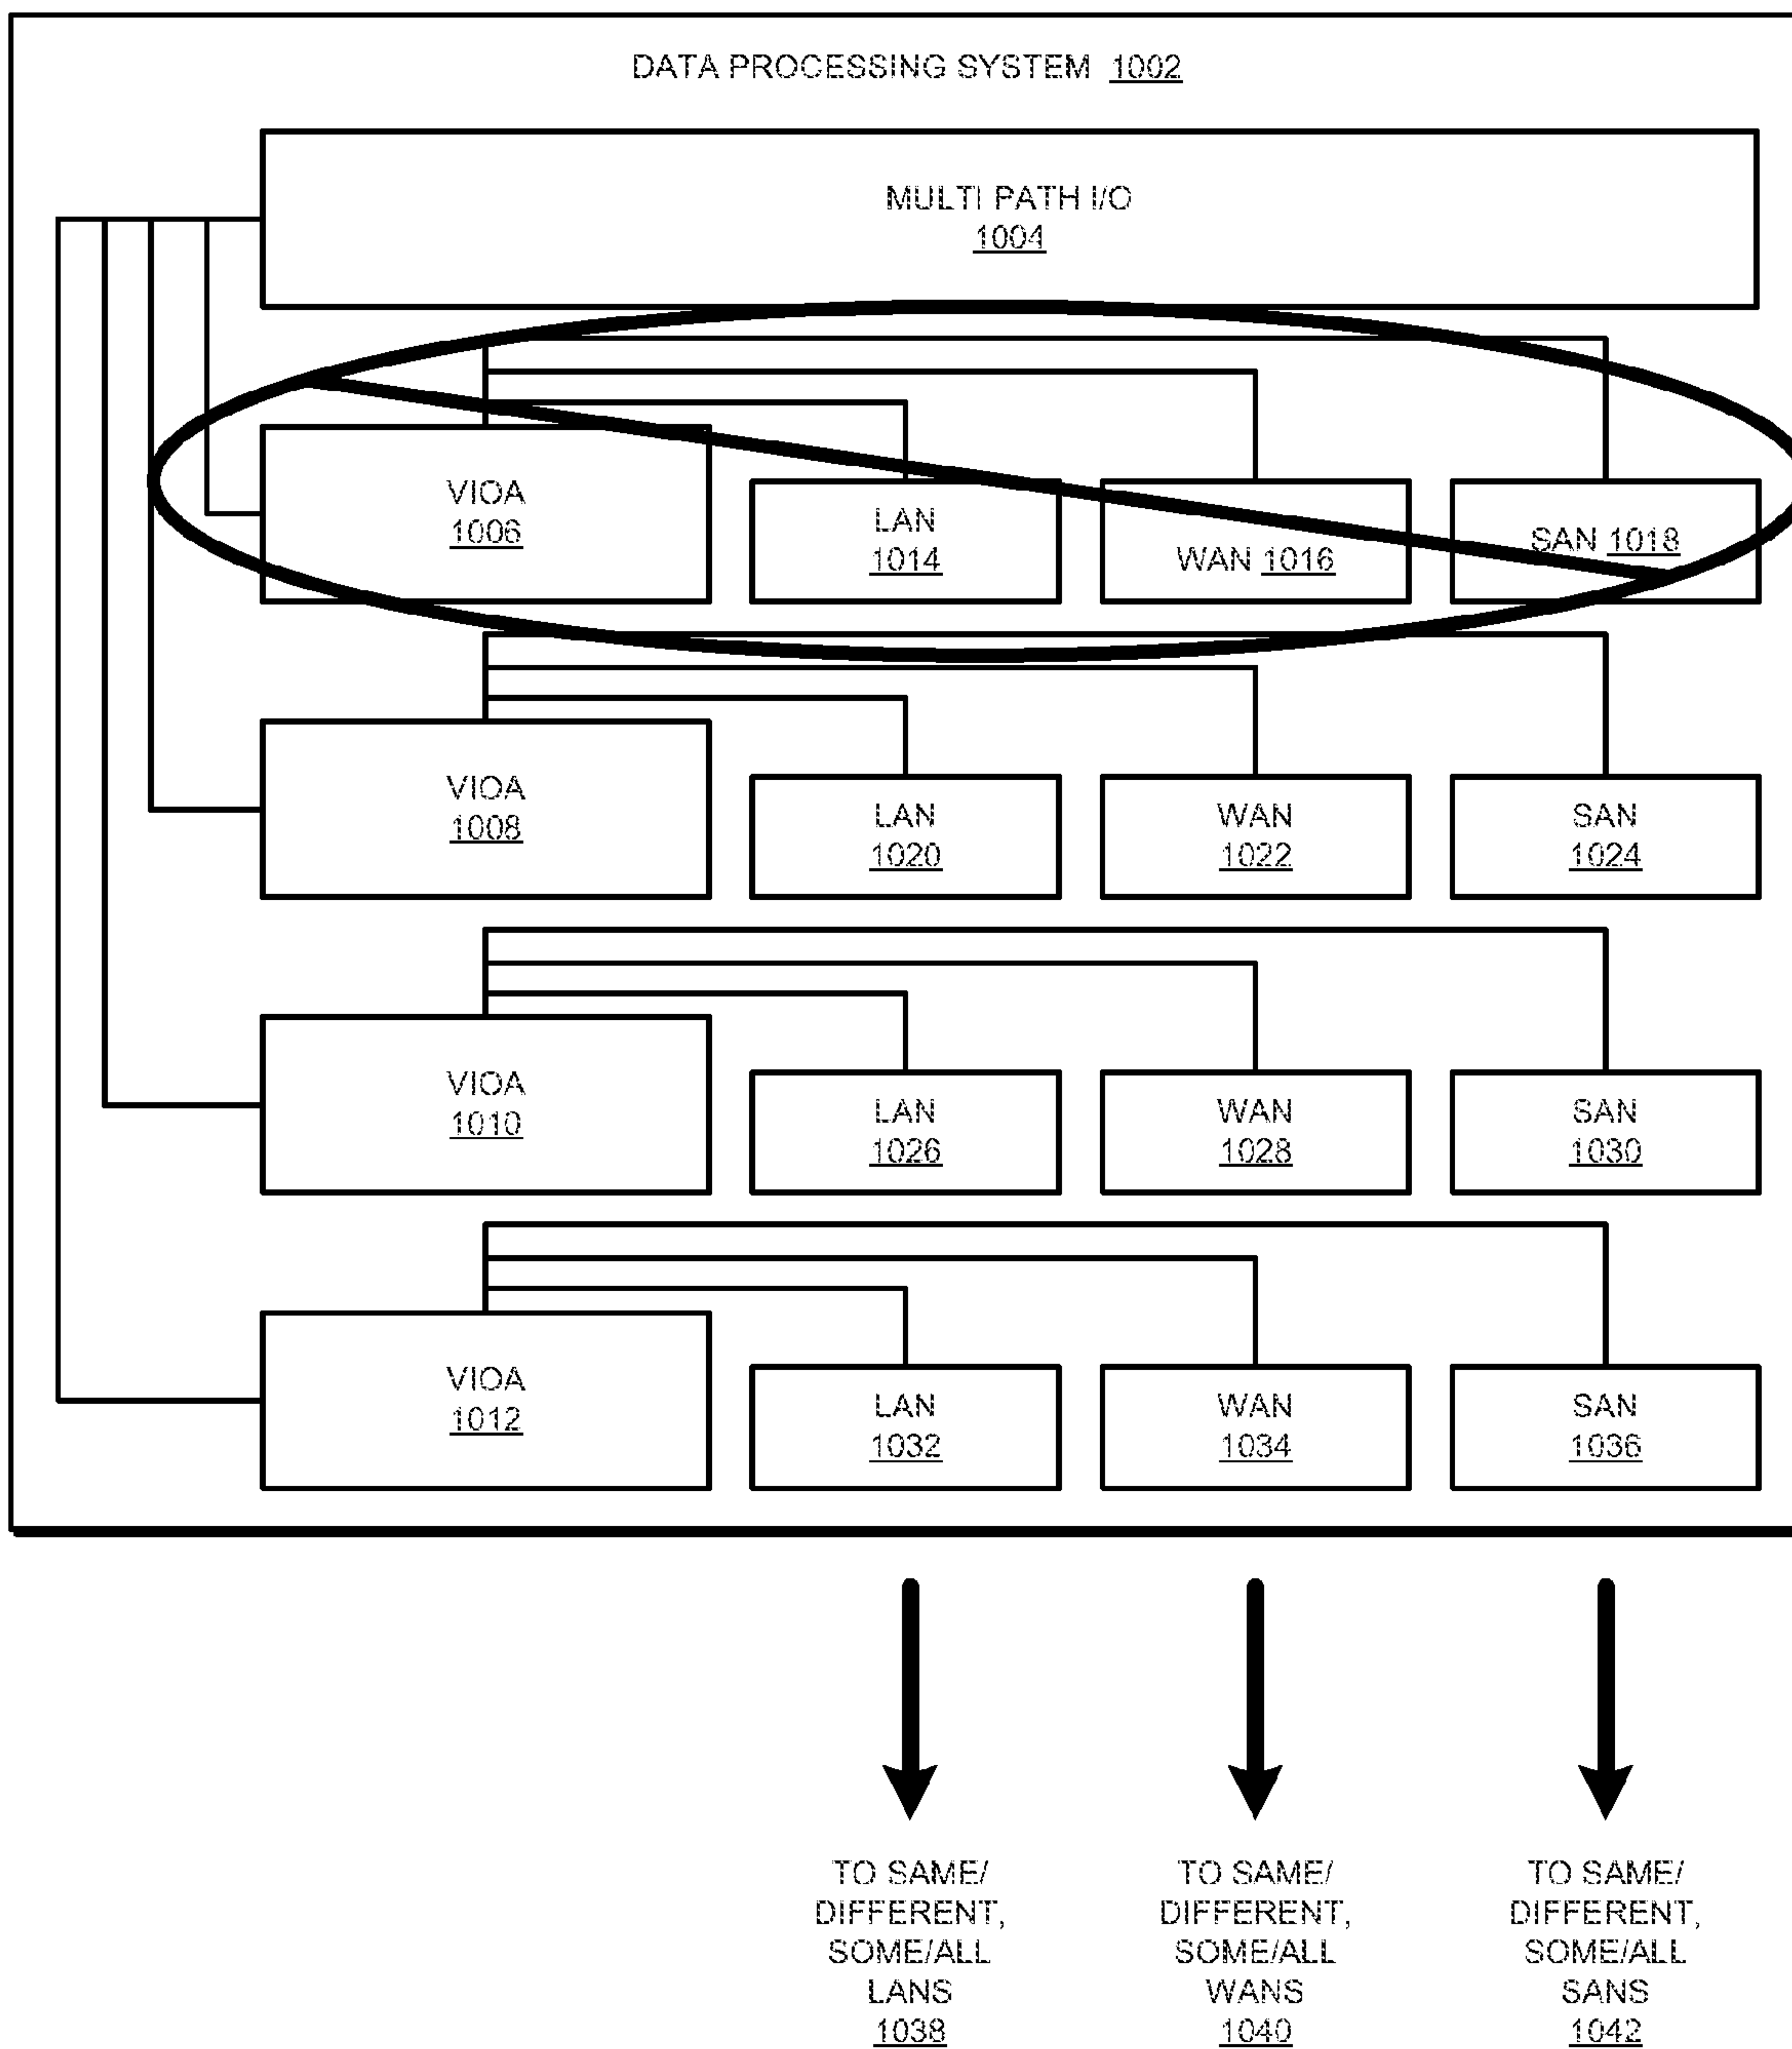 DATA PROCESSING SYSTEM 1002
MULTI PATH I/O
1004
VIOA
1006
LAN
1014
WAN 1016
SAN 1018
VIOA
1008
LAN
1020
WAN
1022
SAN
1024
VIOA
1010
LAN
1026
WAN
1028
SAN
1030
VIOA
1012
LAN
1032
WAN
1034
SAN
1036
TO SAME/
DIFFERENT,
SOME/ALL
LANS
1038
TO SAME/
DIFFERENT,
SOME/ALL
WANS
1040
TO SAME/
DIFFERENT,
SOME/ALL
SANS
1042